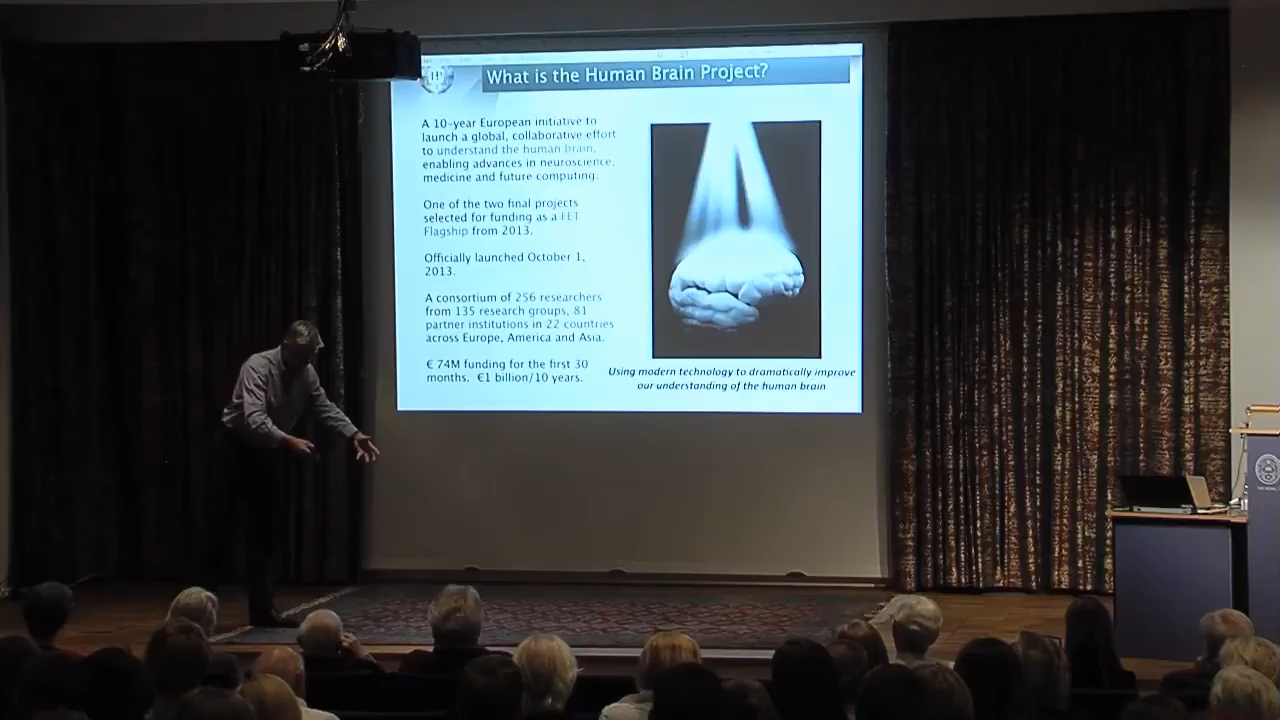 What is the Human Brain Project?
A 10-year European initiative to
launch a global, collaborative effort
to understand the human brain,
enabling advances in neuroscience,
medicine and future computing.
One of the two final projects
selected for funding as a FET
Flagship from 2013.
Officially launched October 1,
2013.
A consortium of 256 researchers
from 135 research groups, 81
partner institutions in 22 countries
across Europe, America and Asia.
€ 74M funding for the first 30
months. €1 billion/10 years.
Using modern technology to dramatically improve
our understanding of the human brain